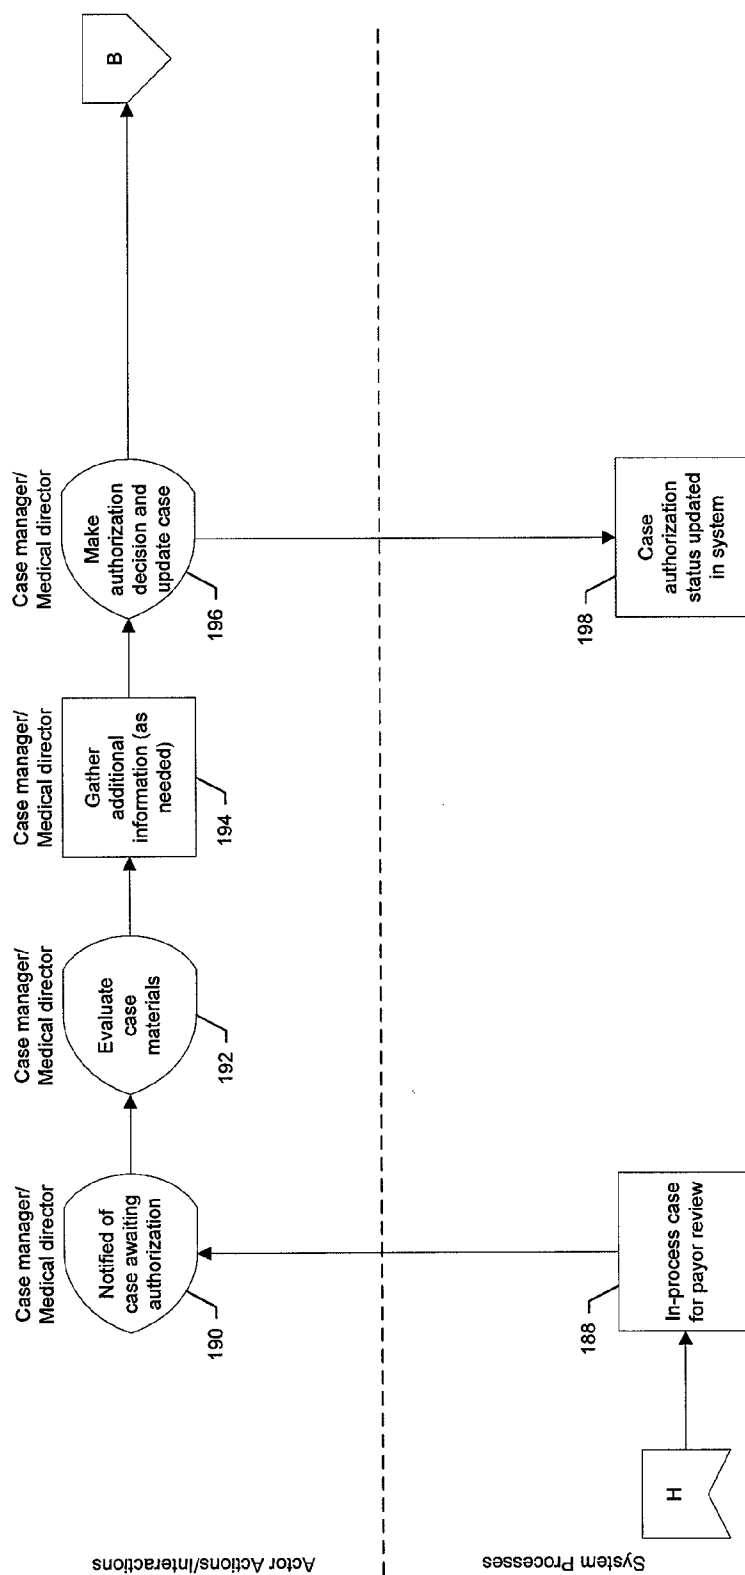 Actor Actions/Interactions
Case manager/
Medical director
Notified of
case awaiting
authorization
190
Case manager/
Medical director
Evaluate
case
materials
192
Case manager/
Medical director
Gather
additional
information (as
needed)
194
Case manager/
Medical director
Make
authorization
decision and
update case
196
B
System Processes
H
In-process case
for payor review
188
Case
authorization
status updated
in system
198